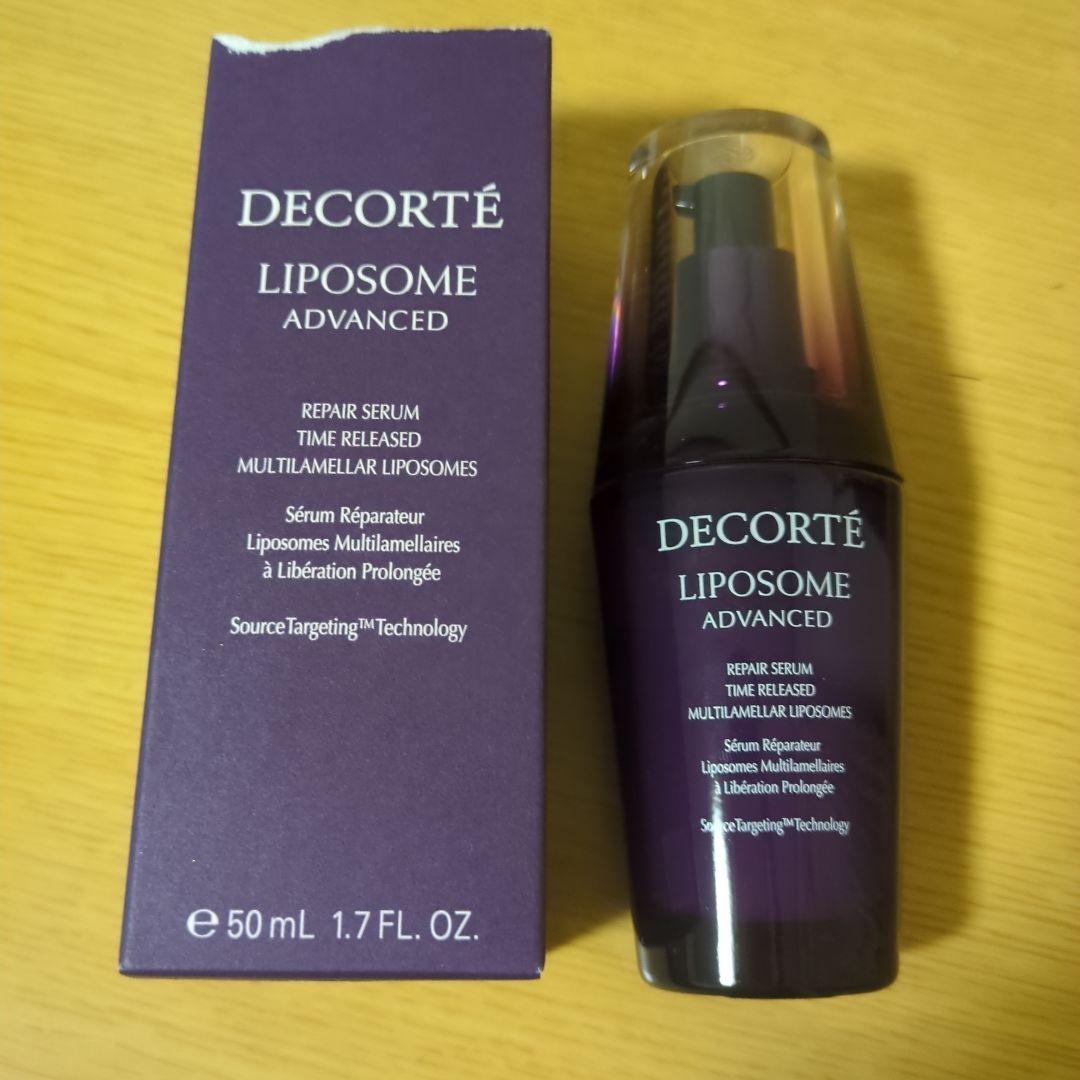 DECORTÉ
LIPOSOME
ADVANCED
REPAIR SERUM
TIME RELEASED
MULTILAMELLAR LIPOSOMES
Sérum Réparateur
Liposomes Multilamellaires
à Libération Prolongée
SourceTargeting™Technology
℮ 50 mL 1.7 FL. OZ.
DECORTÉ
LIPOSOME
ADVANCED
REPAIR SERUM
TIME RELEASED
MULTILAMELLAR LIPOSOMES
Sérum Réparateur
Liposomes Multilamellaires
à Libération Prolongée
SourceTargeting™Technology